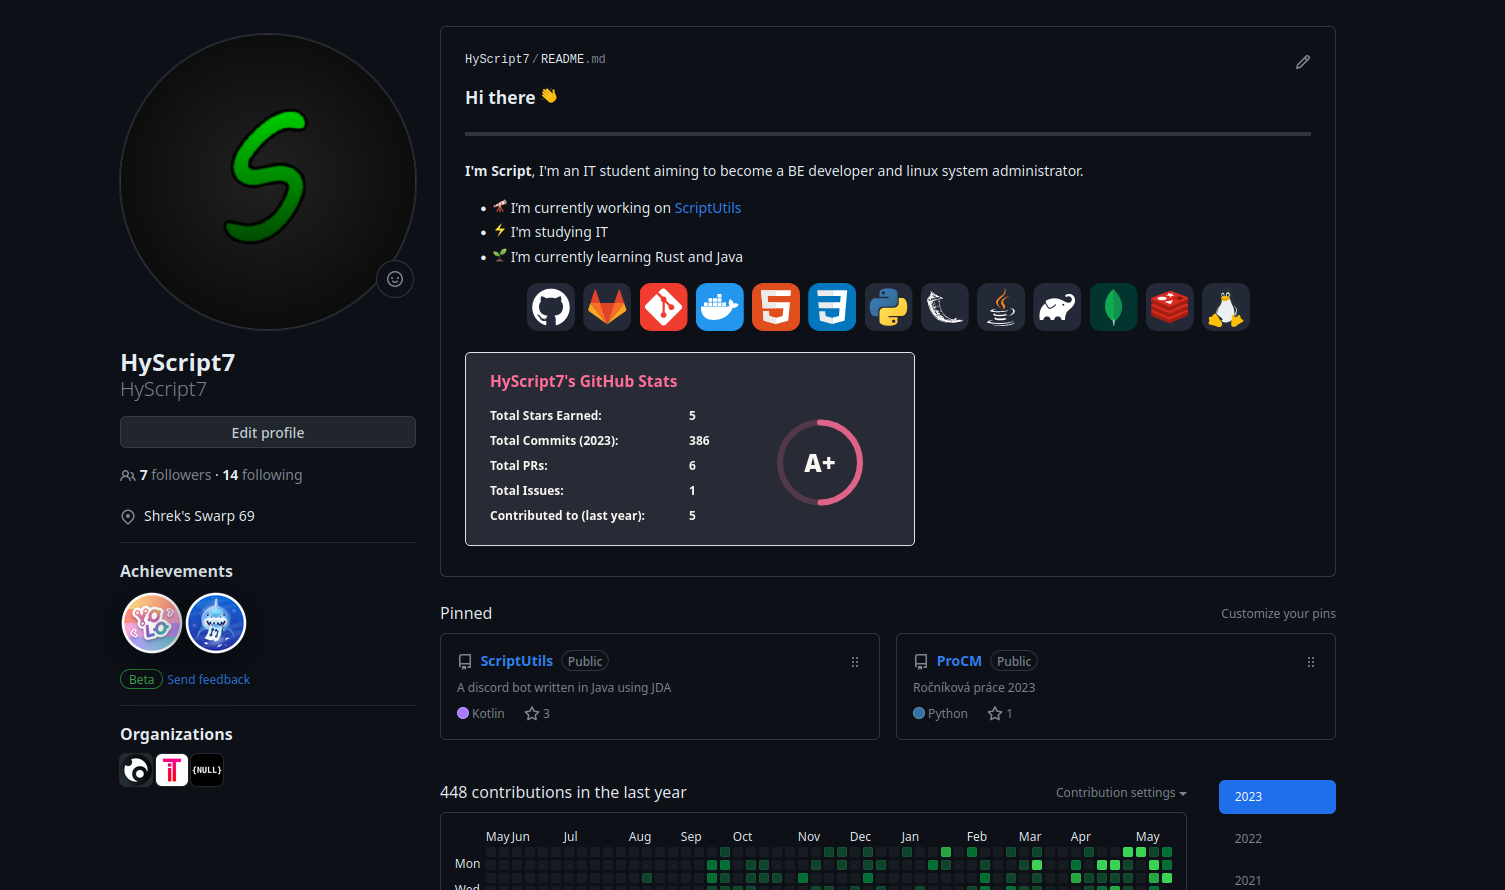 HyScript7/README.md
Hi there 👋
I'm Script, I'm an IT student aiming to become a BE developer and linux system administrator.
I'm currently working on ScriptUtils
I'm studying IT
I'm currently learning Rust and Java
HyScript7's GitHub Stats
Total Stars Earned: 5
Total Commits (2023): 386
Total PRs: 6
Total Issues: 1
Contributed to (last year): 5
A+
HyScript7
HyScript7
Edit profile
7 followers · 14 following
Shrek's Swarp 69
Achievements
YOLO
Beta Send feedback
Organizations
iT
{NULL}
Pinned
Customize your pins
ScriptUtils Public
A discord bot written in Java using JDA
Kotlin 3
ProCM Public
Ročníková práce 2023
Python 1
448 contributions in the last year
Contribution settings
2023
2022
2021
May Jun Jul Aug Sep Oct Nov Dec Jan Feb Mar Apr May
Mon
Wed